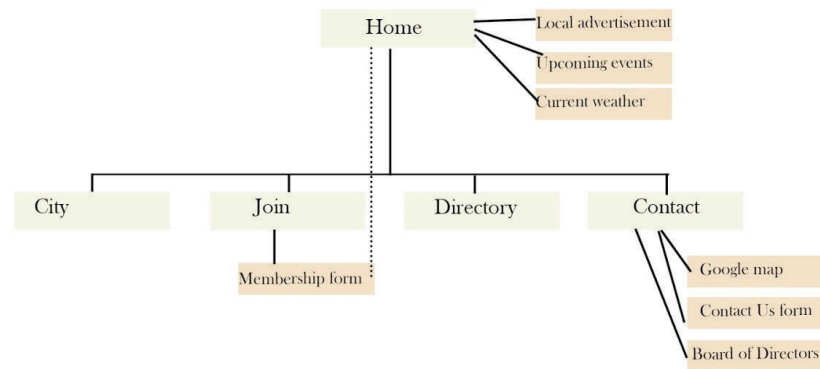 Home
Local advertisement
Upcoming events
Current weather
City
Join
Directory
Contact
Membership form
Google map
Contact Us form
Board of Directors